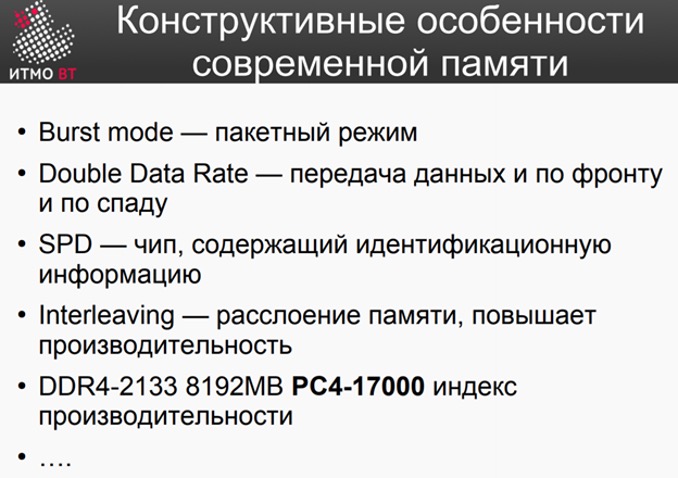 Конструктивные особенности
современной памяти
ИТМО ВТ
• Burst mode — пакетный режим
• Double Data Rate — передача данных и по фронту
и по спаду
• SPD — чип, содержащий идентификационную
информацию
• Interleaving — расслоение памяти, повышает
производительность
• DDR4-2133 8192MB PC4-17000 индекс
производительности
• ....